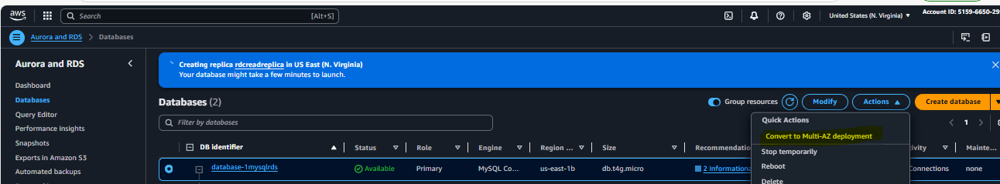 aws
Search
[Alt+S]
United States (N. Virginia)
Account ID: 5159-6650-29
Aurora and RDS
Databases
Aurora and RDS
Dashboard
Databases
Query Editor
Performance insights
Snapshots
Exports in Amazon S3
Automated backups
Creating replica rdcreadreplica in US East (N. Virginia)
Your database might take a few minutes to launch.
Databases (2)
Group resources
Modify
Actions
Create database
Filter by databases
1
Quick Actions
Convert to Multi-AZ deployment
Stop temporarily
Reboot
Delete
DB identifier
Status
Role
Engine
Region ...
Size
Recommendatio
tivity
Mainte...
database-1mysqlrds
Available
Primary
MySQL Co...
us-east-1b
db.t4g.micro
2 Informationa
Connections
none